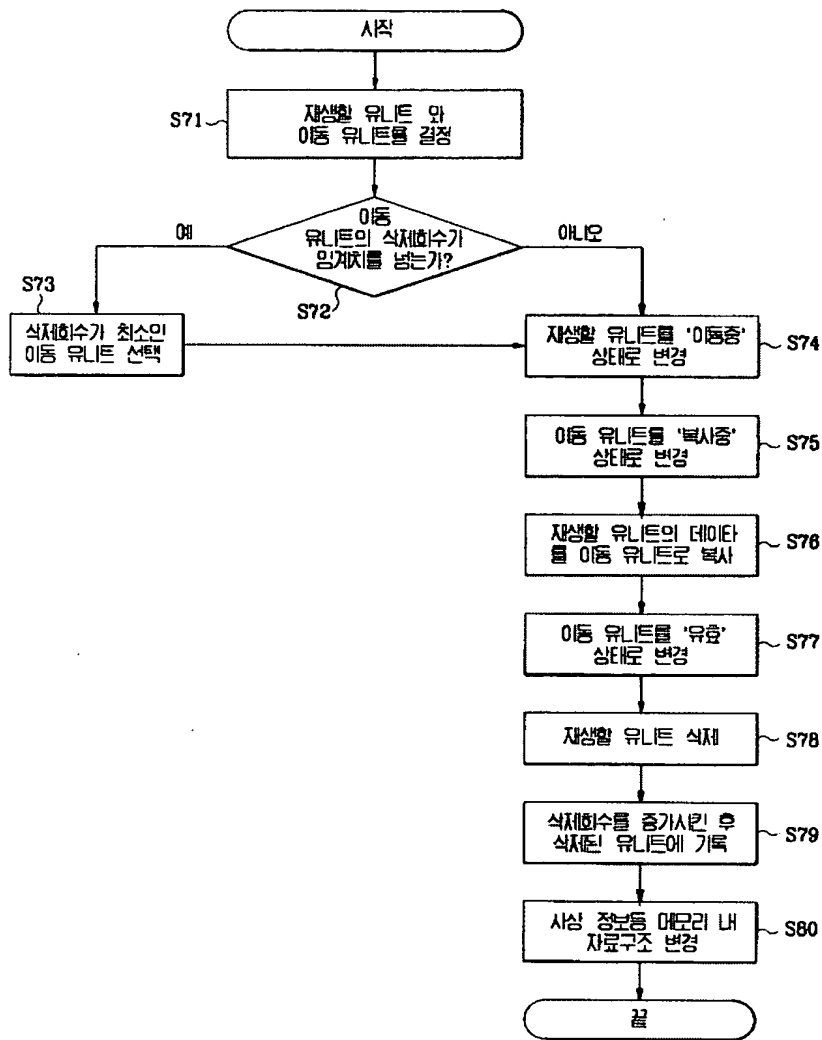 시작
S71
재생할 유니트 와
이동 유니트를 결정
이동
유니트의 삭제회수가
임계치를 넘는가?
예
아니오
S72
S73
삭제회수가 최소인
이동 유니트 선택
재생할 유니트를 '이동중'
상태로 변경
S74
이동 유니트를 '복사중'
상태로 변경
S75
재생할 유니트의 데이타
를 이동 유니트로 복사
S76
이동 유니트를 '유효'
상태로 변경
S77
재생할 유니트 삭제
S78
삭제회수를 증가시킨 후
삭제된 유니트에 기록
S79
사상 정보등 메모리 내
자료구조 변경
S80
끝